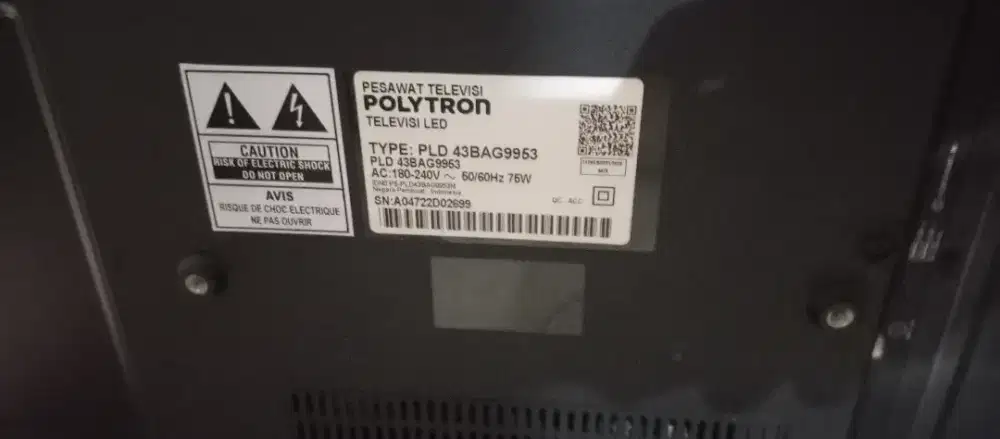 CAUTION
RISK OF ELECTRIC SHOCK
DO NOT OPEN
AVIS
RISQUE DE CHOC ELECTRIQUE
NE PAS OUVRIR
PESAWAT TELEVISI
POLYTRON
TELEVISI LED
TYPE: PLD 43BAG9953
PLD 43BAG9953
AC:180-240V ~ 50/60Hz 75W
Negara Pembuat: Indonesia
SN:A04722D02699
QC. ACC